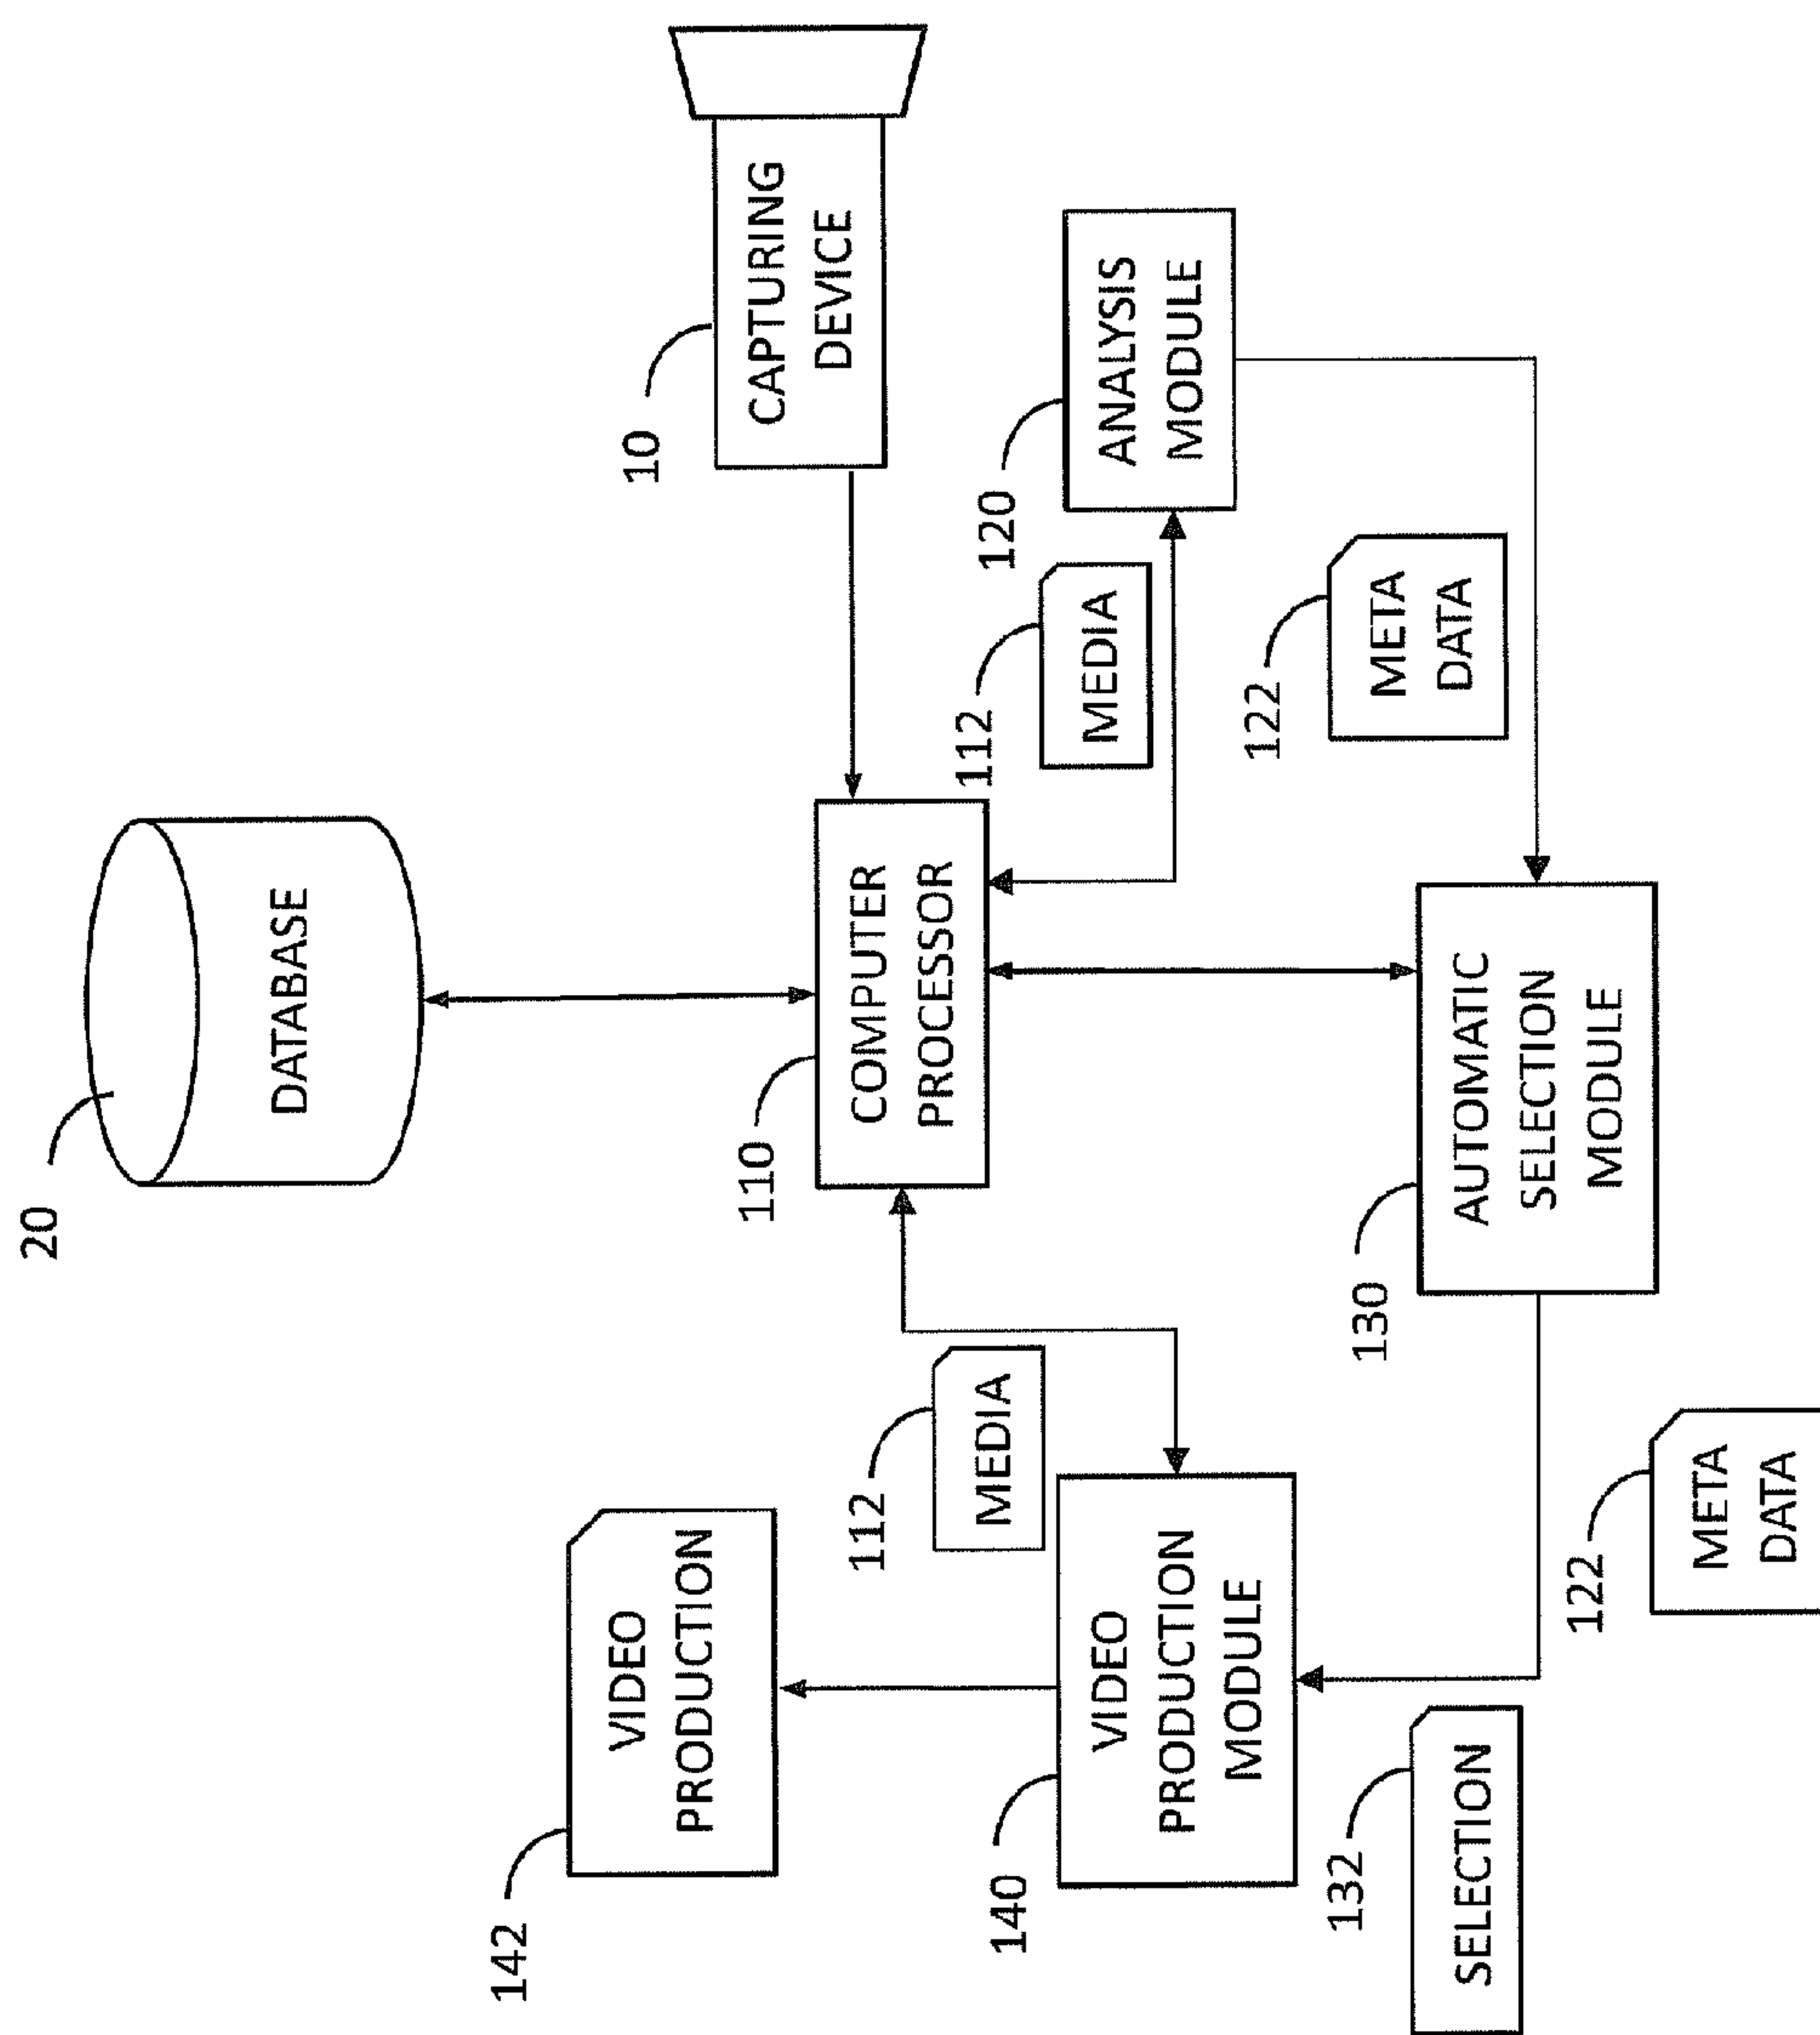 20
DATABASE
10
CAPTURING
DEVICE
110
COMPUTER
PROCESSOR
112
MEDIA
120
ANALYSIS
MODULE
122
META
DATA
130
AUTOMATIC
SELECTION
MODULE
142
VIDEO
PRODUCTION
112
MEDIA
140
VIDEO
PRODUCTION
MODULE
132
SELECTION
122
META
DATA